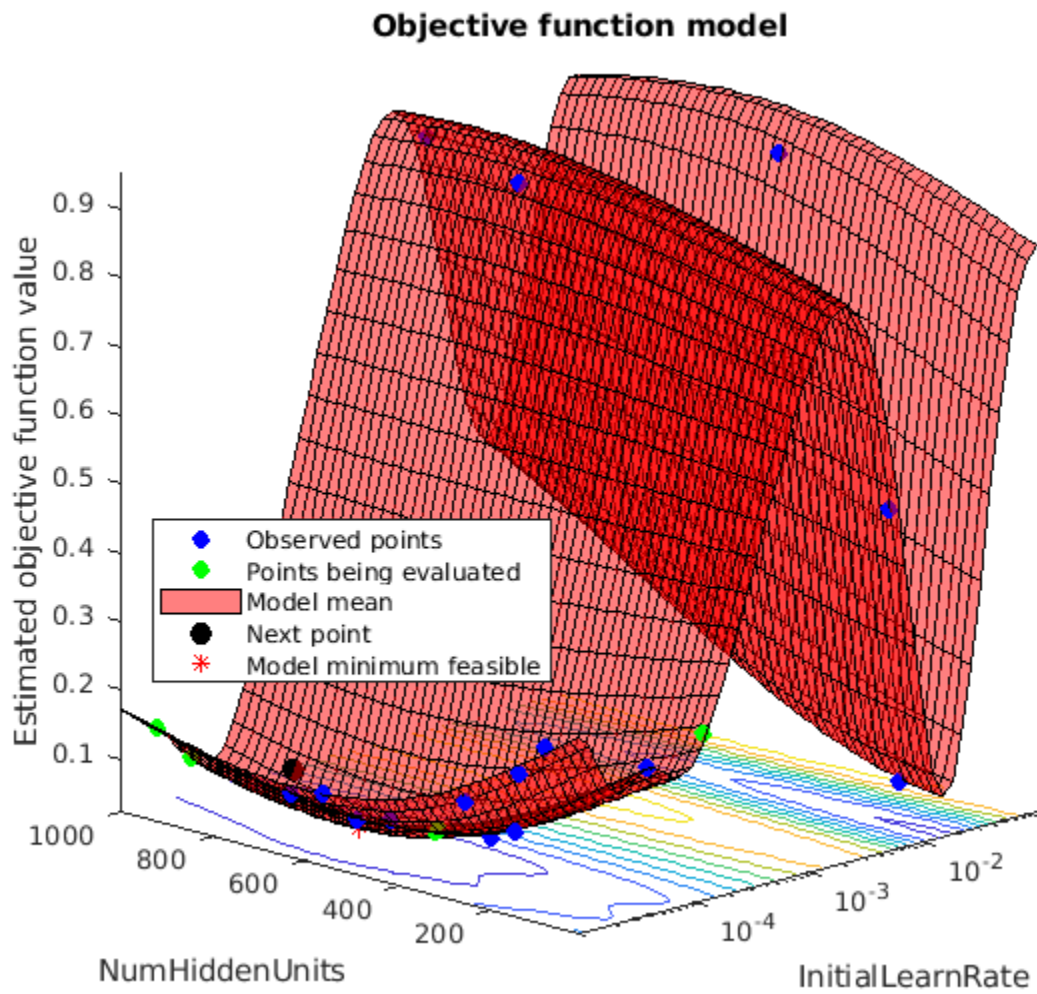 Objective function model
Estimated objective function value
0.9
0.8
0.7
0.6
0.5
0.4
0.3
0.2
0.1
Observed points
Points being evaluated
Model mean
Next point
Model minimum feasible
1000
800
600
400
200
NumHiddenUnits
10⁻⁴
10⁻³
10⁻²
InitialLearnRate